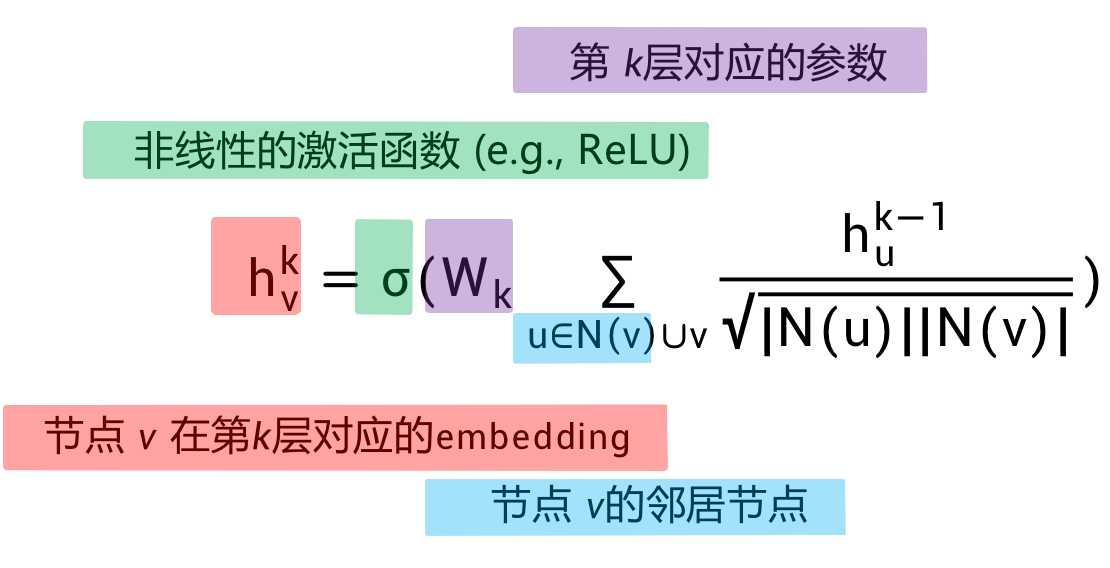 第 k层对应的参数
非线性的激活函数 (e.g., ReLU)
h_v^k = σ(W_k ∑_{u∈N(v)∪v} \frac{h_u^{k-1}}{\sqrt{|N(u)||N(v)|}})
节点 v 在第k层对应的embedding
节点 v的邻居节点